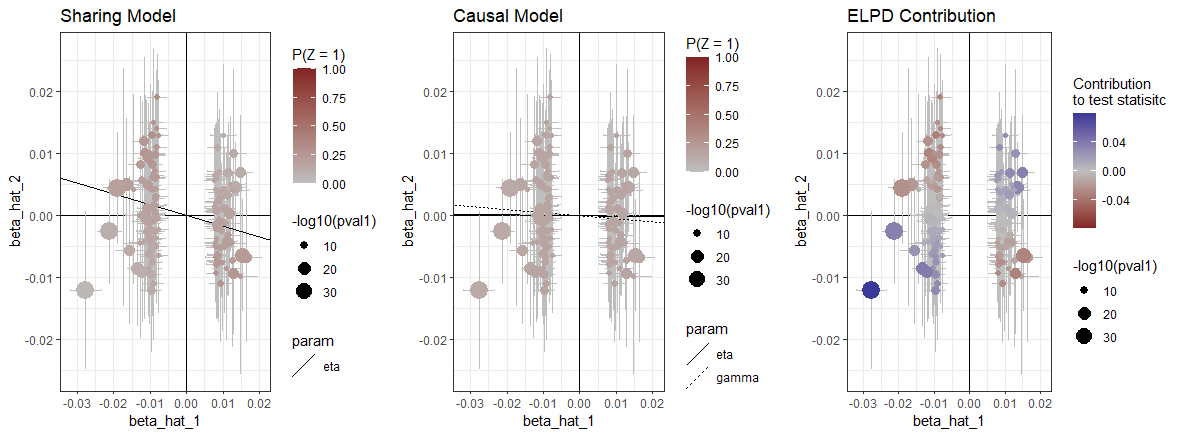 Sharing Model
beta_hat_2
0.02
0.01
0.00
-0.01
-0.02
-0.03 -0.02 -0.01 0.00 0.01 0.02
beta_hat_1
P(Z = 1)
1.00
0.75
0.50
0.25
0.00
-log10(pval1)
10
20
30
param
eta
Causal Model
beta_hat_2
0.02
0.01
0.00
-0.01
-0.02
-0.03 -0.02 -0.01 0.00 0.01 0.02
beta_hat_1
P(Z = 1)
1.00
0.75
0.50
0.25
0.00
-log10(pval1)
10
20
30
param
eta
gamma
ELPD Contribution
beta_hat_2
0.02
0.01
0.00
-0.01
-0.02
-0.03 -0.02 -0.01 0.00 0.01 0.02
beta_hat_1
Contribution
to test statisitc
0.04
0.00
-0.04
-log10(pval1)
10
20
30